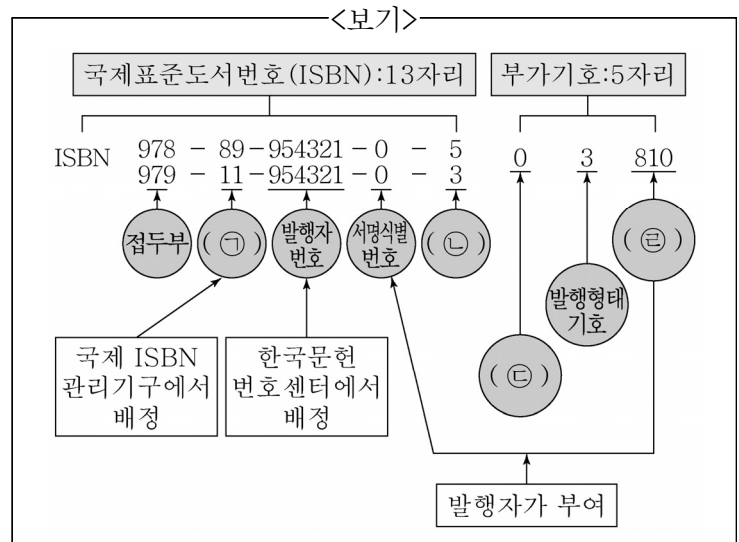 <보기>
국제표준도서번호(ISBN):13자리
부가기호:5자리
ISBN 978 - 89 - 954321 - 0 - 5
979 - 11 - 954321 - 0 - 3
0 3 810
접두부
( ㉠ )
발행자
번호
서명식별
번호
( ㉡ )
( ㉣ )
발행형태
기호
( ㉢ )
국제 ISBN
관리기구에서
배정
한국문헌
번호센터에서
배정
발행자가 부여